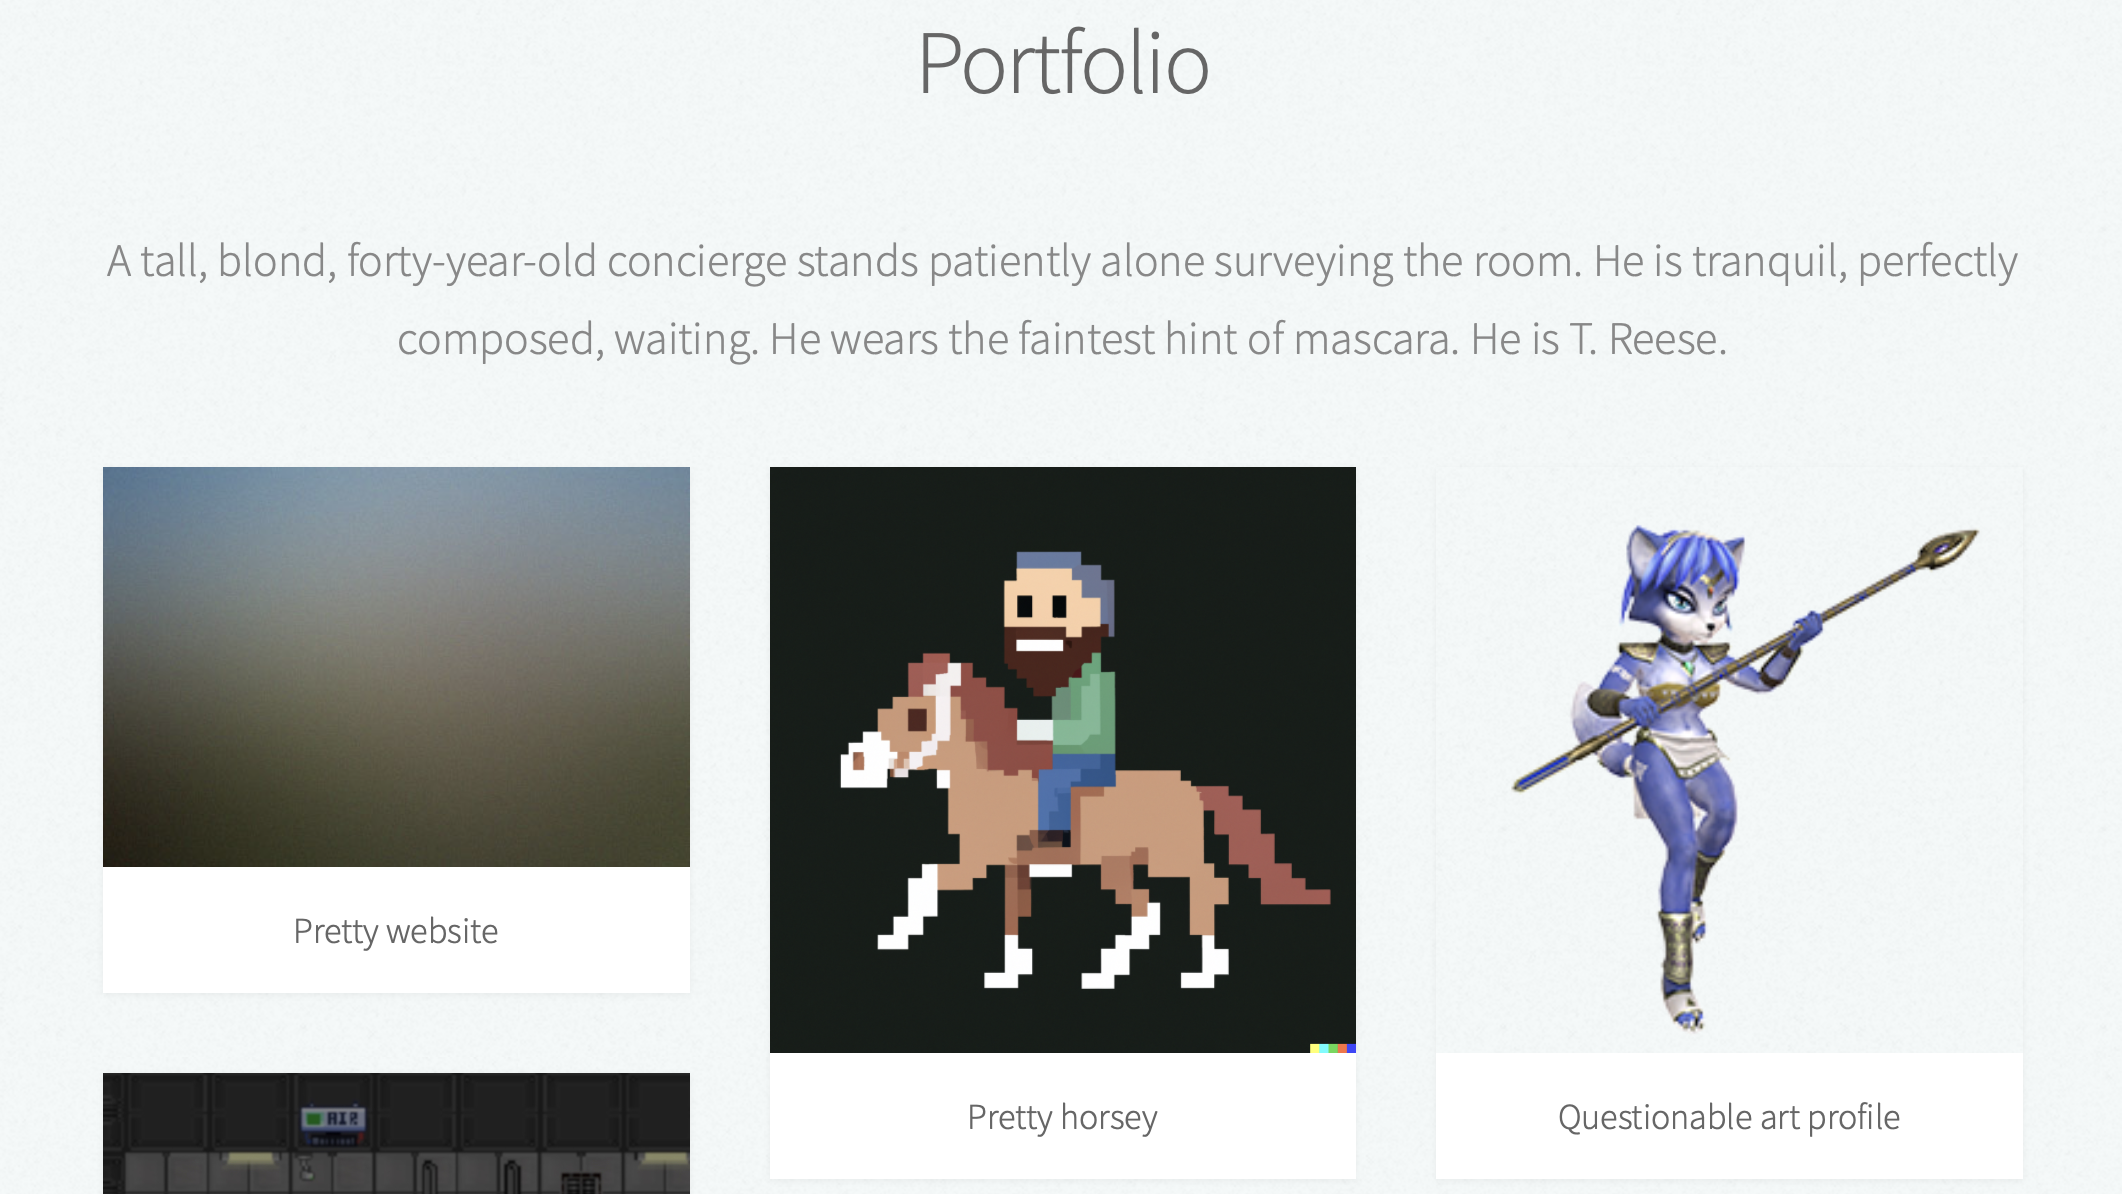 Portfolio
A tall, blond, forty-year-old concierge stands patiently alone surveying the room. He is tranquil, perfectly
composed, waiting. He wears the faintest hint of mascara. He is T. Reese.
Pretty website
Pretty horsey
Questionable art profile